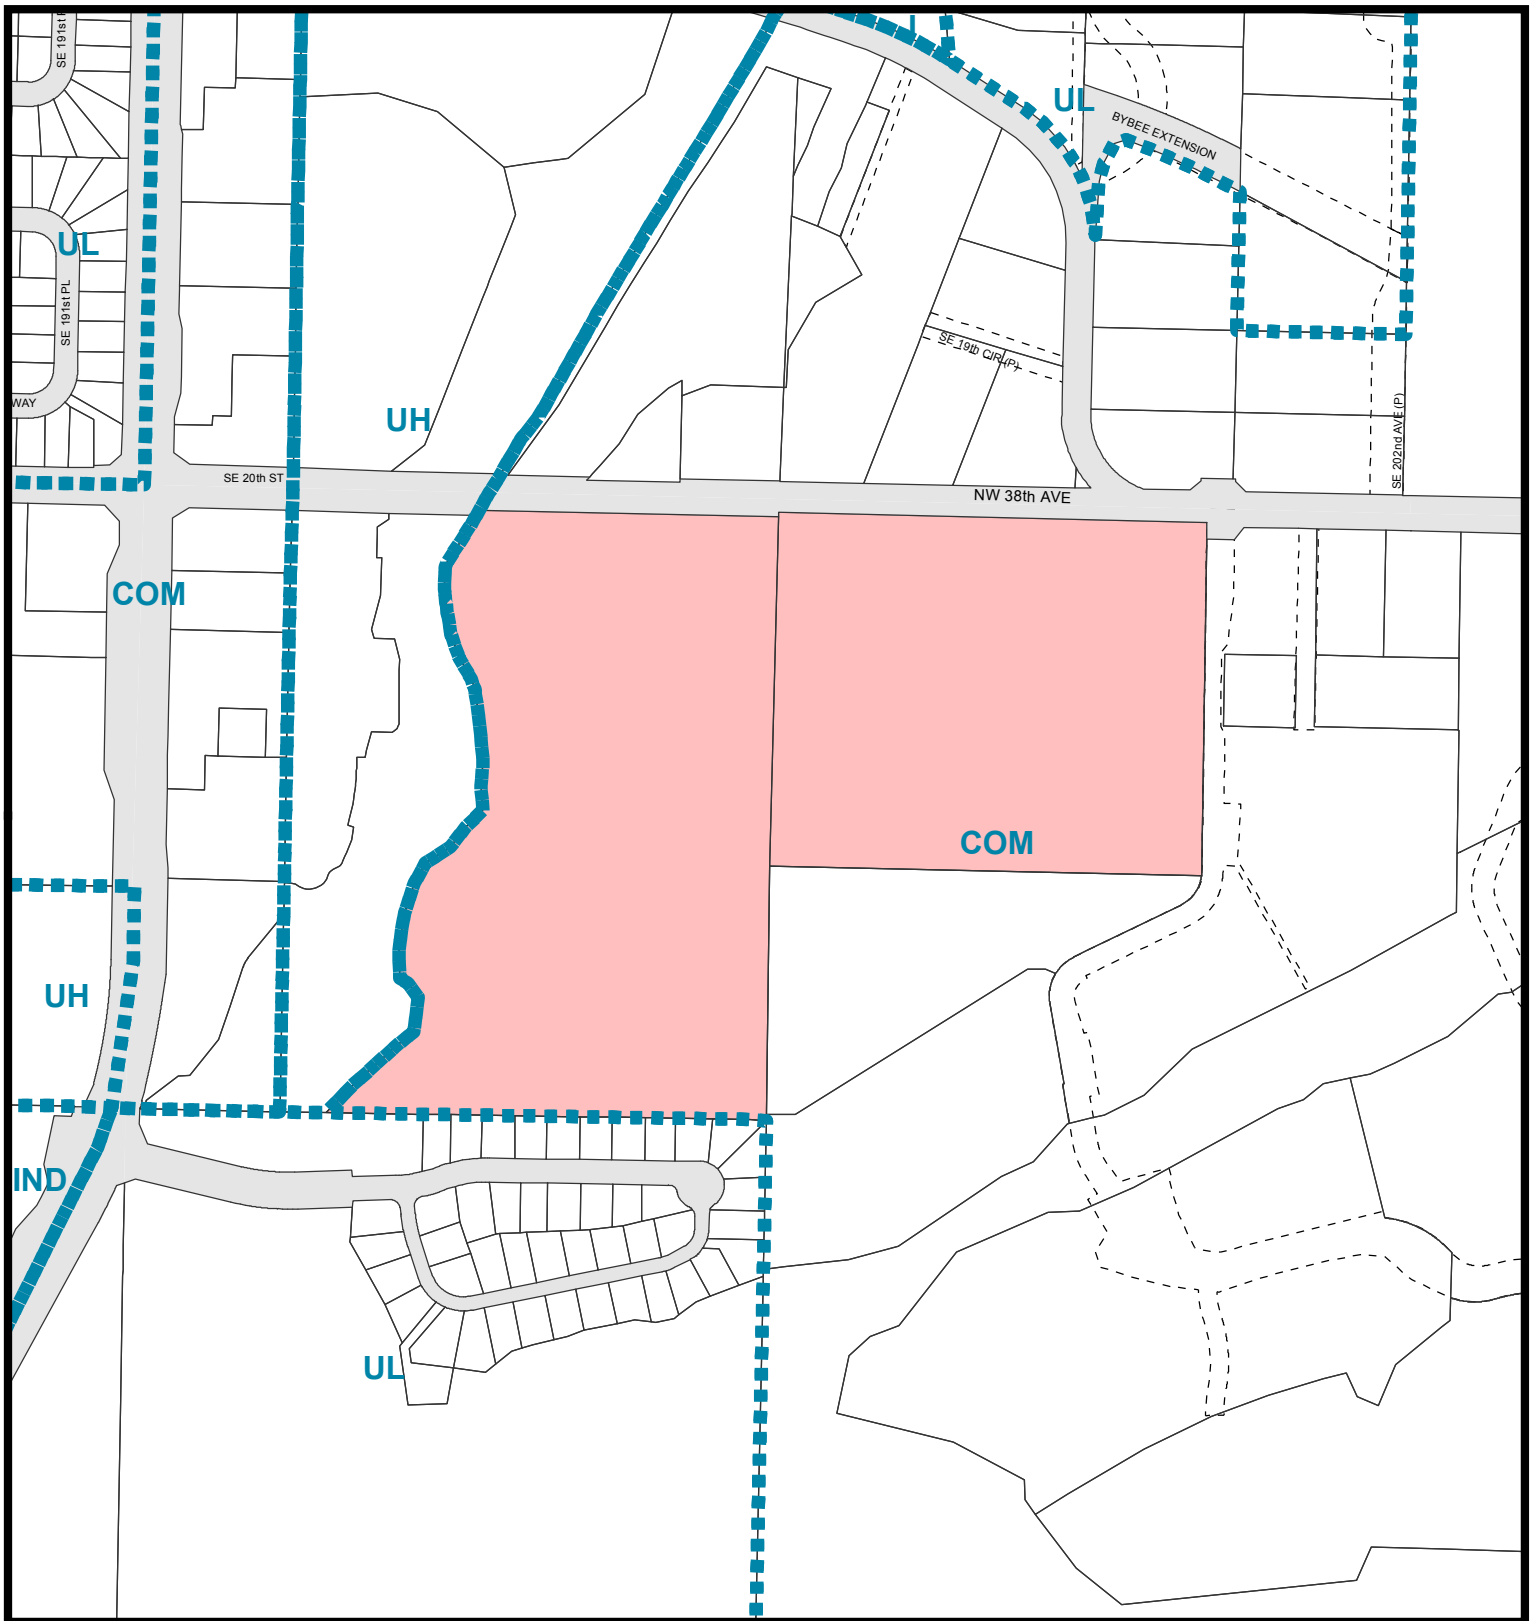 SE 191st
UL
BYBEE EXTENSION
UL
SE 191st PL
SE 19th CIR (P)
WAY
UH
SE 202nd AVE (P)
SE 20th ST
NW 38th AVE
COM
COM
UH
IND
UL